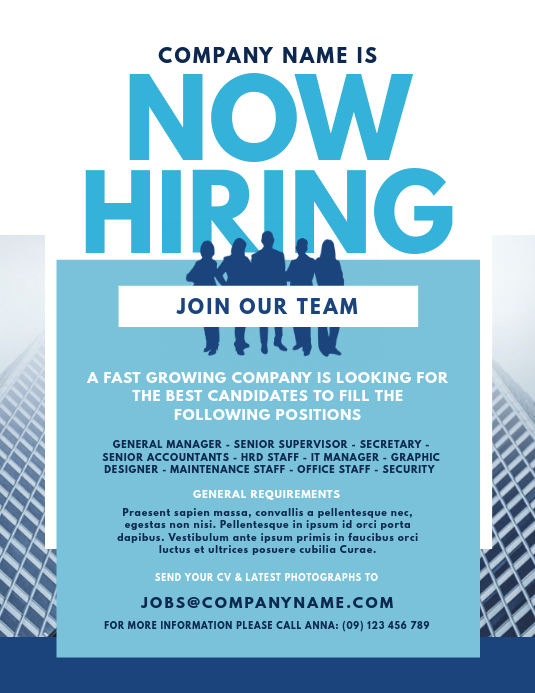 COMPANY NAME IS
NOW
HIRING
JOIN OUR TEAM
A FAST GROWING COMPANY IS LOOKING FOR
THE BEST CANDIDATES TO FILL THE
FOLLOWING POSITIONS
GENERAL MANAGER - SENIOR SUPERVISOR - SECRETARY -
SENIOR ACCOUNTANTS - HRD STAFF - IT MANAGER - GRAPHIC
DESIGNER - MAINTENANCE STAFF - OFFICE STAFF - SECURITY
GENERAL REQUIREMENTS
Praesent sapien massa, convallis a pellentesque nec,
egestas non nisi. Pellentesque in ipsum id orci porta
dapibus. Vestibulum ante ipsum primis in faucibus orci
luctus et ultrices posuere cubilia Curae.
SEND YOUR CV & LATEST PHOTOGRAPHS TO
JOBS@COMPANYNAME.COM
FOR MORE INFORMATION PLEASE CALL ANNA: (09) 123 456 789